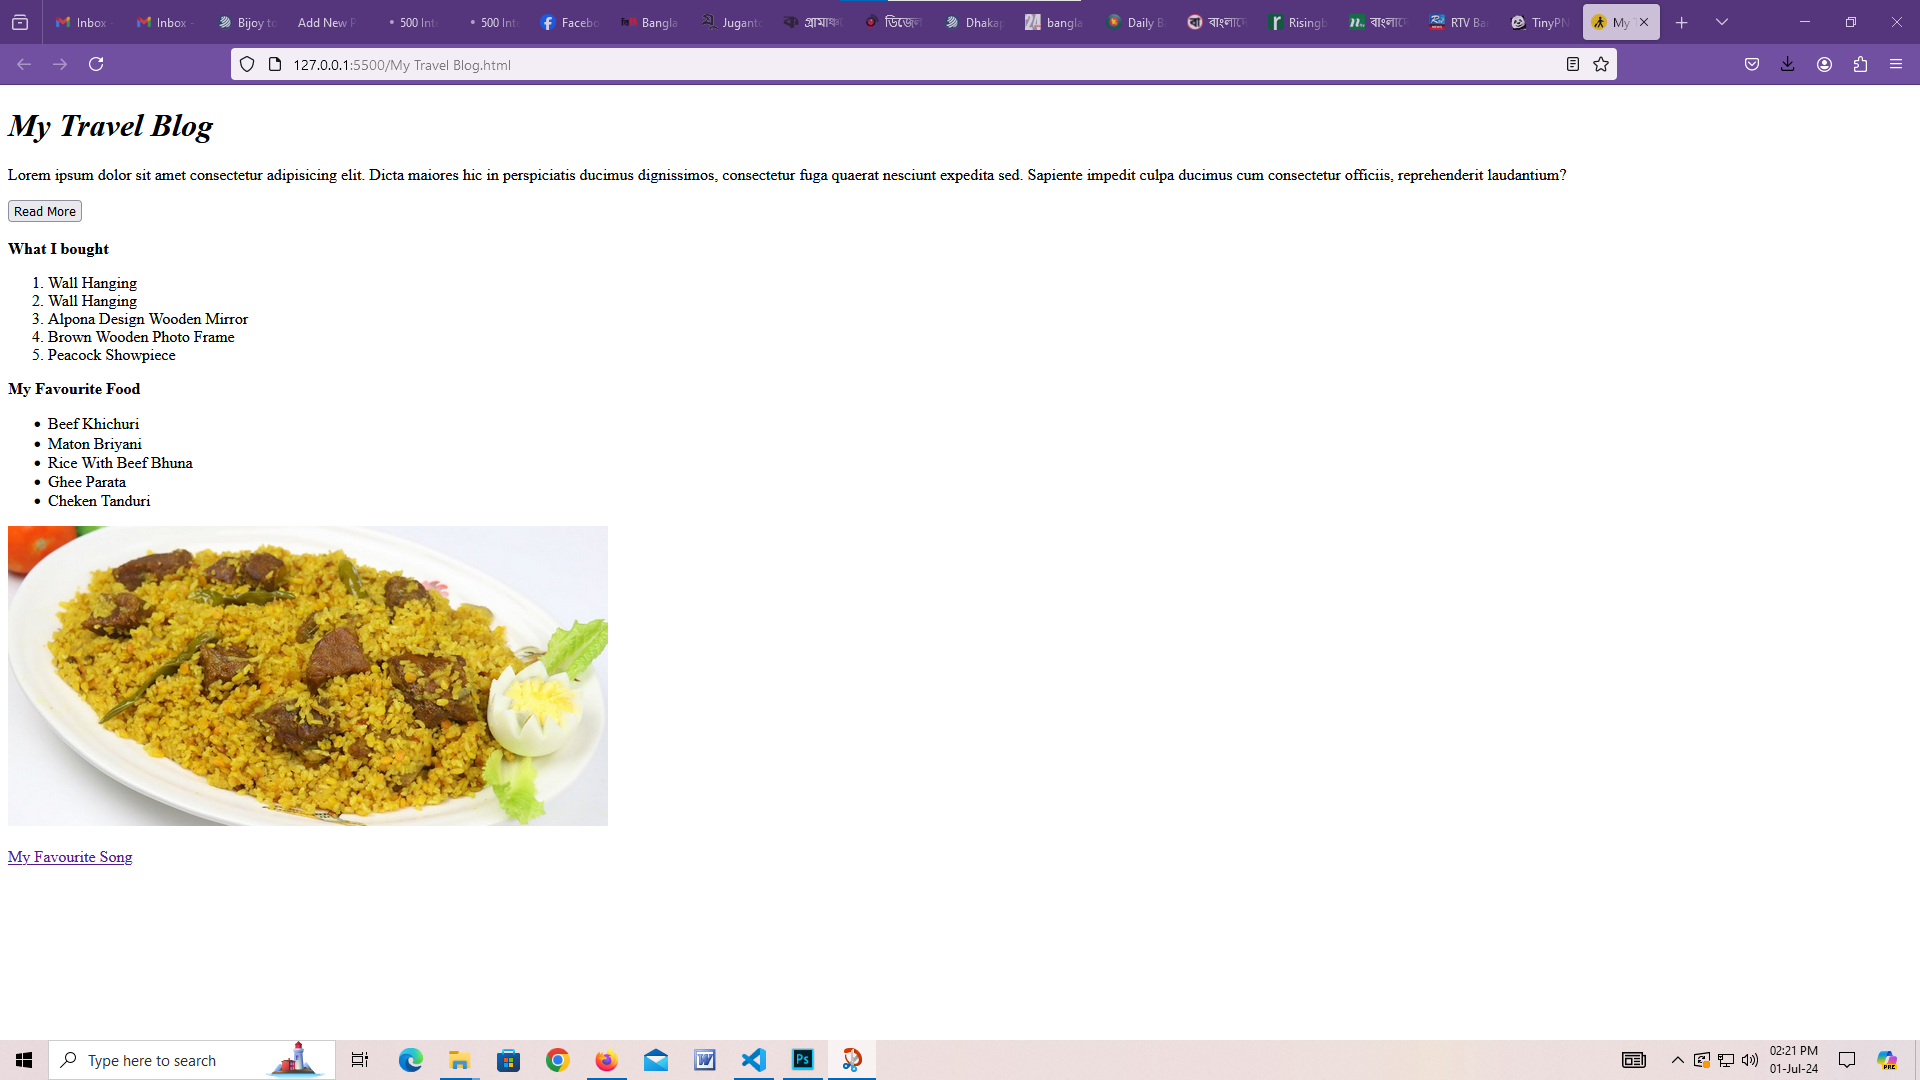 Inbox
Inbox
Bijoy to
Add New P
500 Inte
500 Inte
Facebo
Bangla
Juganto
গ্রামাঞ্চল
ডিজেল
Dhakap
bangla
Daily B
বাংলাদে
Risingb
বাংলাদে
RTV Ba
TinyPN
My T
127.0.0.1:5500/My Travel Blog.html
My Travel Blog
Lorem ipsum dolor sit amet consectetur adipisicing elit. Dicta maiores hic in perspiciatis ducimus dignissimos, consectetur fuga quaerat nesciunt expedita sed. Sapiente impedit culpa ducimus cum consectetur officiis, reprehenderit laudantium?
Read More
What I bought
1. Wall Hanging
2. Wall Hanging
3. Alpona Design Wooden Mirror
4. Brown Wooden Photo Frame
5. Peacock Showpiece
My Favourite Food
• Beef Khichuri
• Maton Briyani
• Rice With Beef Bhuna
• Ghee Parata
• Cheken Tanduri
My Favourite Song
Type here to search
02:21 PM
01-Jul-24